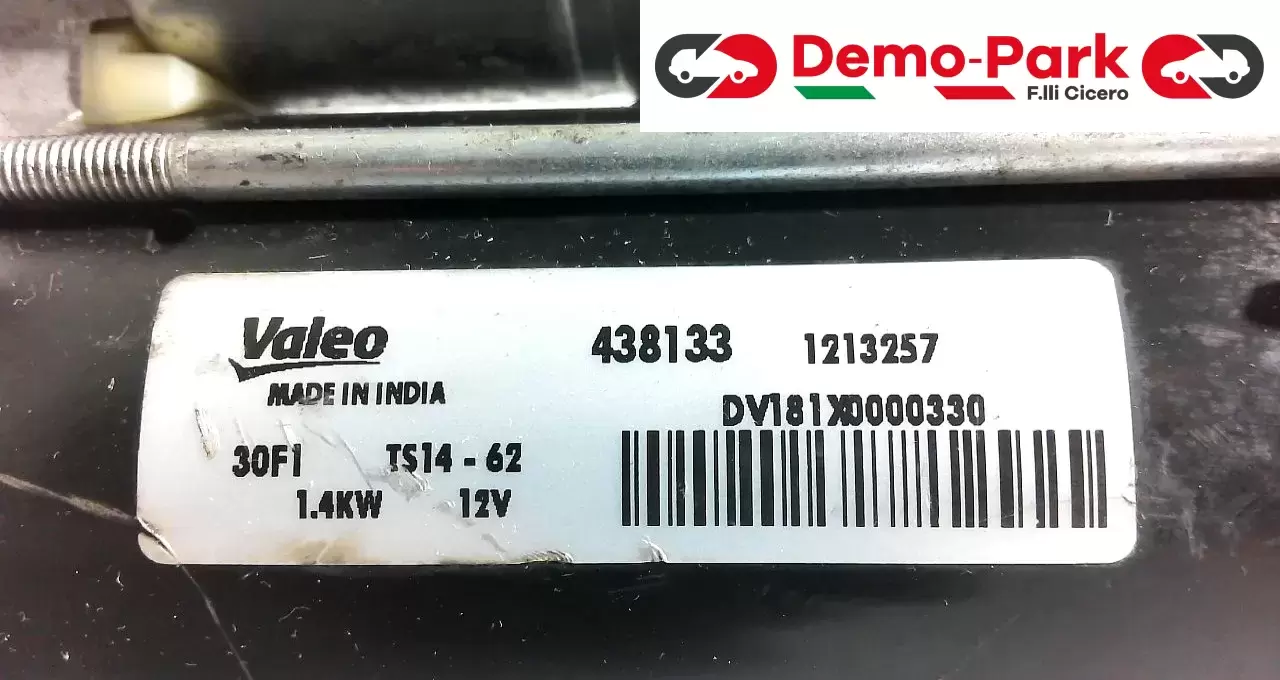 Demo-Park
F.lli Cicero
Valeo 438133 1213257
MADE IN INDIA
DV181X0000330
30F1 TS14 - 62
1.4KW 12V